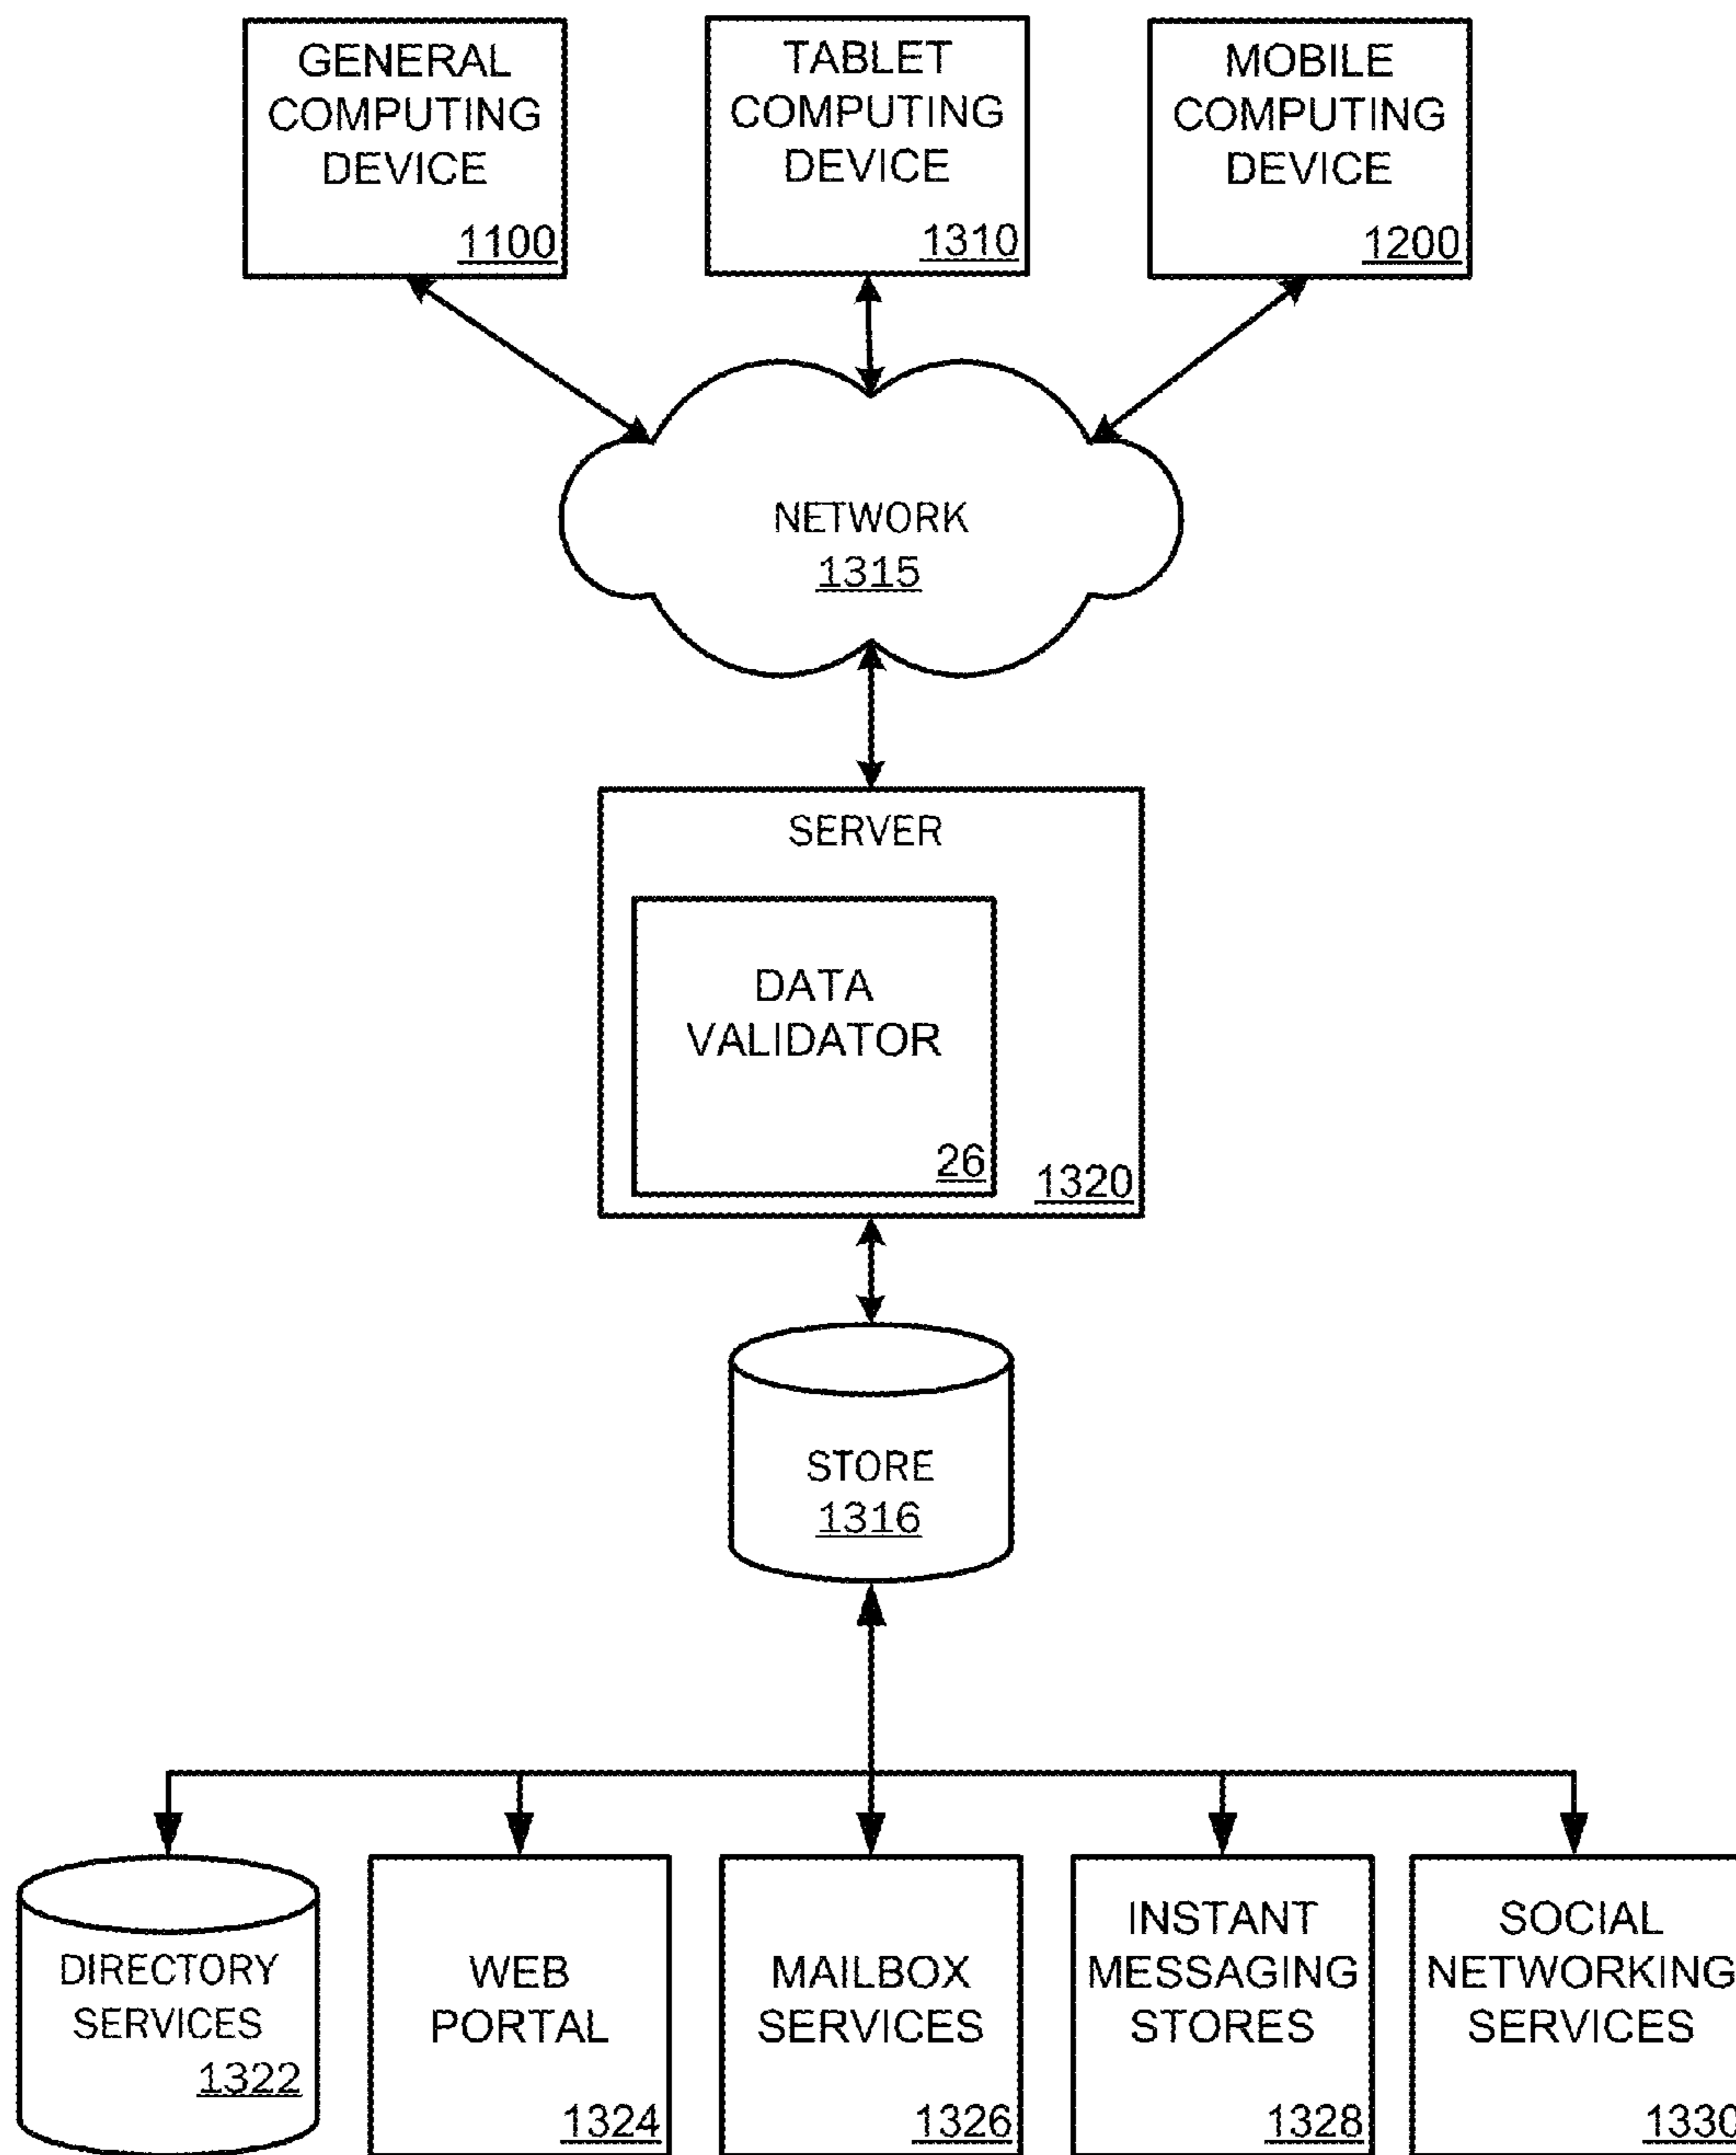 GENERAL
COMPUTING
DEVICE
1100
TABLET
COMPUTING
DEVICE
1310
MOBILE
COMPUTING
DEVICE
1200
NETWORK
1315
SERVER
DATA
VALIDATOR
26
1320
STORE
1316
DIRECTORY
SERVICES
1322
WEB
PORTAL
1324
MAILBOX
SERVICES
1326
INSTANT
MESSAGING
STORES
1328
SOCIAL
NETWORKING
SERVICES
1330